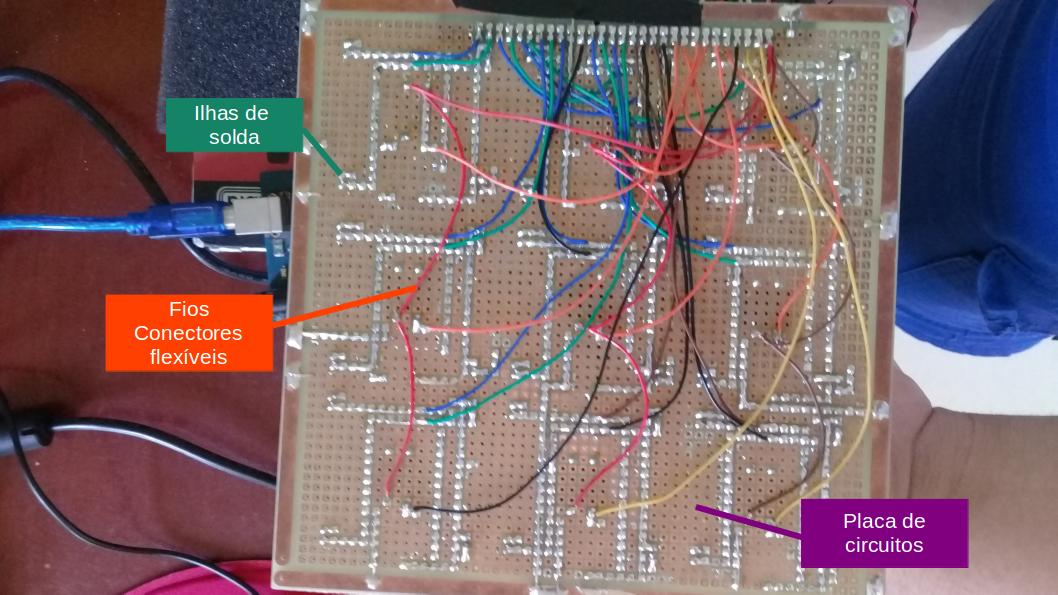 Ilhas de
solda
Fios
Conectores
flexíveis
Placa de
circuitos